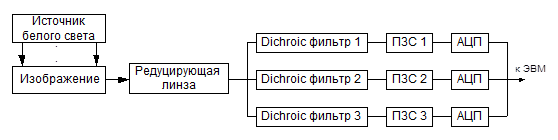 Источник
белого света
Изображение
Редуцирующая
линза
Dichroic фильтр 1
ПЗС 1
АЦП
Dichroic фильтр 2
ПЗС 2
АЦП
Dichroic фильтр 3
ПЗС 3
АЦП
к ЭВМ